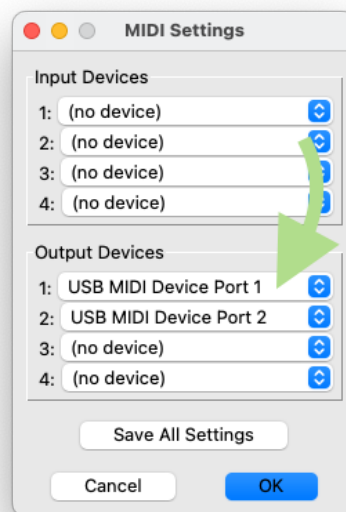 MIDI Settings
Input Devices
1: (no device)
2: (no device)
3: (no device)
4: (no device)
Output Devices
1: USB MIDI Device Port 1
2: USB MIDI Device Port 2
3: (no device)
4: (no device)
Save All Settings
Cancel OK